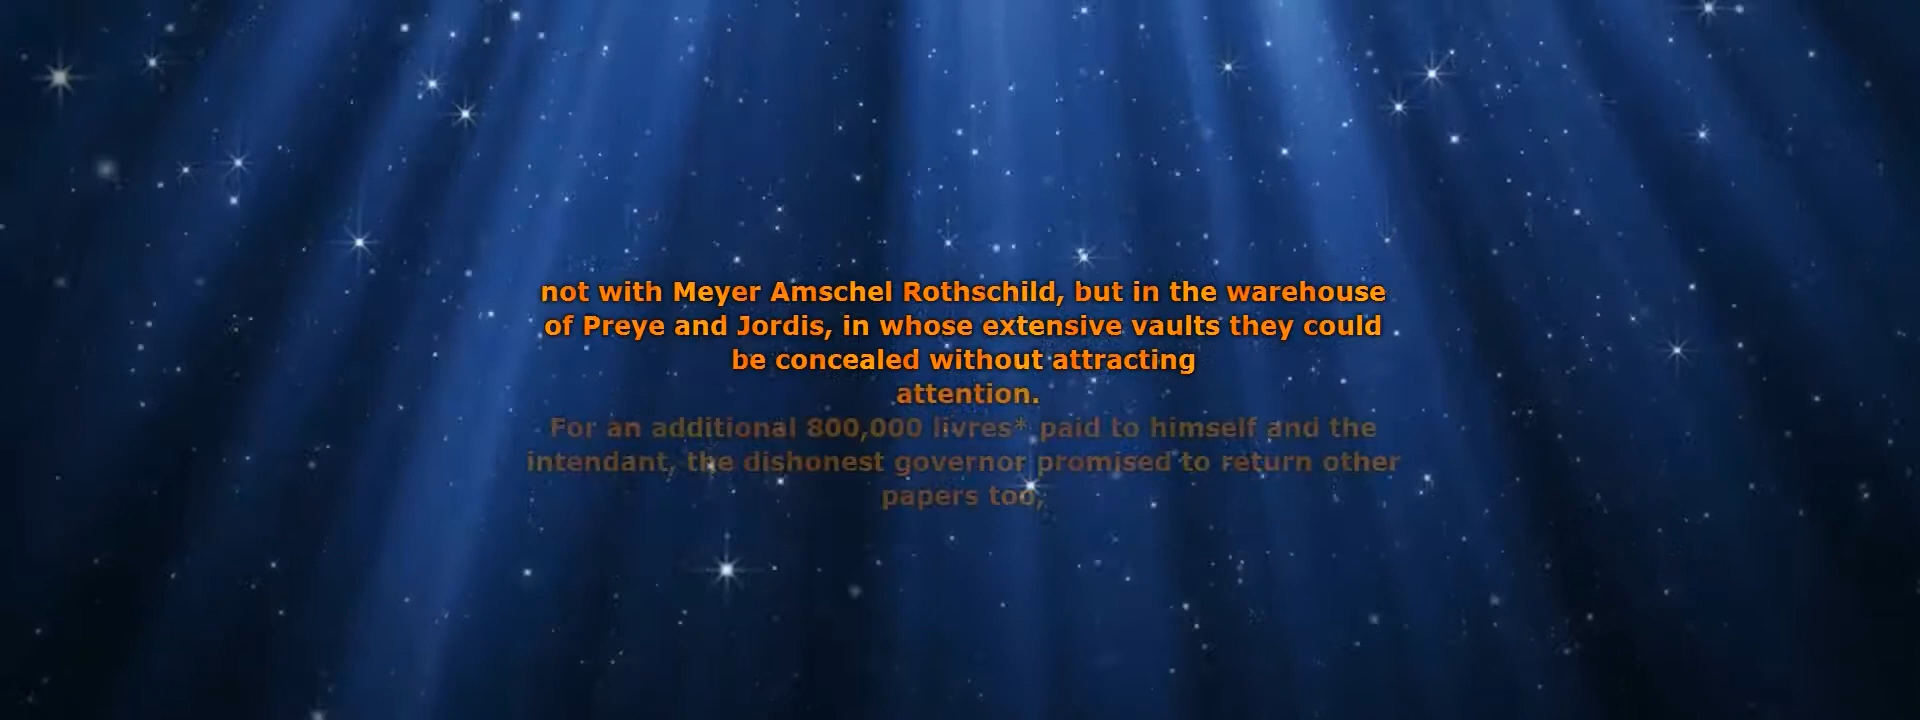 not with Meyer Amschel Rothschild, but in the warehouse
of Preye and Jordis, in whose extensive vaults they could
be concealed without attracting
attention.
For an additional 800,000 livres* paid to himself and the
intendant, the dishonest governor promised to return other
papers too,